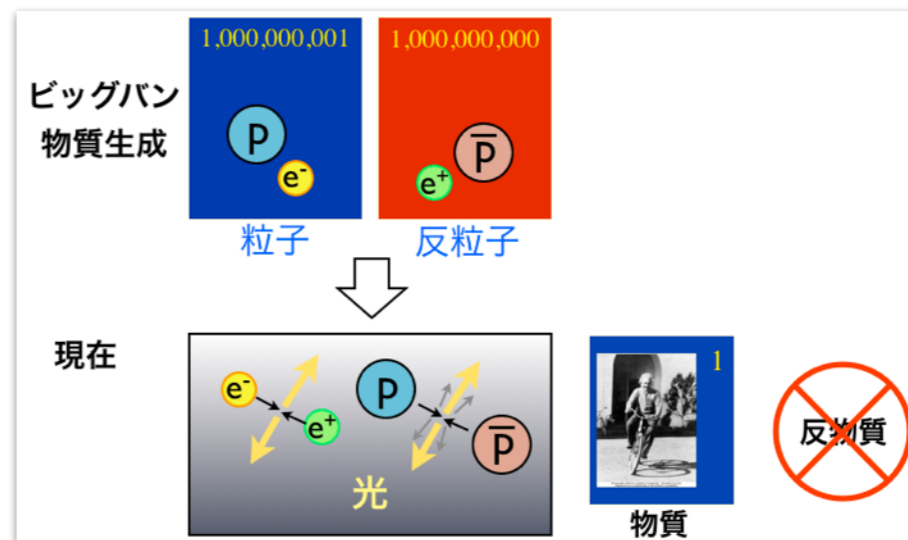 1,000,000,001
1,000,000,000
ビッグバン
物質生成
p
e-
p̅
e+
粒子
反粒子
現在
e-
e+
p
p̅
光
1
物質
反物質